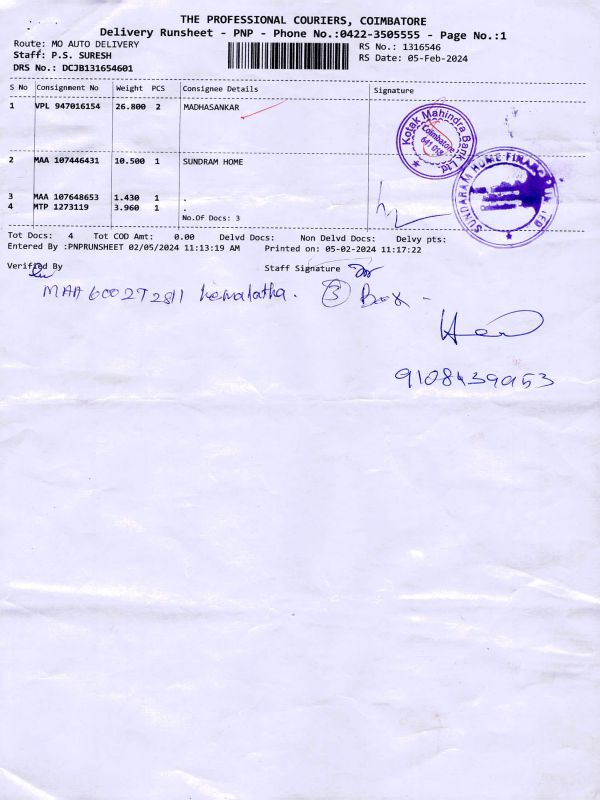 THE PROFESSIONAL COURIERS, COIMBATORE
Delivery Runsheet - PNP - Phone No.:0422-3505555 - Page No.:1
Route: MO AUTO DELIVERY RS No.: 1316546
Staff: P.S. SURESH RS Date: 05-Feb-2024
DRS No.: DCJB131654601
S No Consignment No Weight PCS Consignee Details Signature
1 VPL 947016154 26.800 2 MADHASANKAR
Kotak Mahindra Bank Ltd
Coimbatore
641 018
2 MAA 107446431 10.500 1 SUNDRAM HOME
SUNDARAM HOME FINANCE LIMITED
3 MAA 107648653 1.430 1 .
4 MTP 1273119 3.960 1 .
No.Of Docs: 3
Tot Docs: 4 Tot COD Amt: 0.00 Delvd Docs: Non Delvd Docs: Delvy pts:
Entered By :PNPRUNSHEET 02/05/2024 11:13:19 AM Printed on: 05-02-2024 11:17:22
Verified By Staff Signature
MAA 600272811 Hemalatha. 3 Box -
9108439953